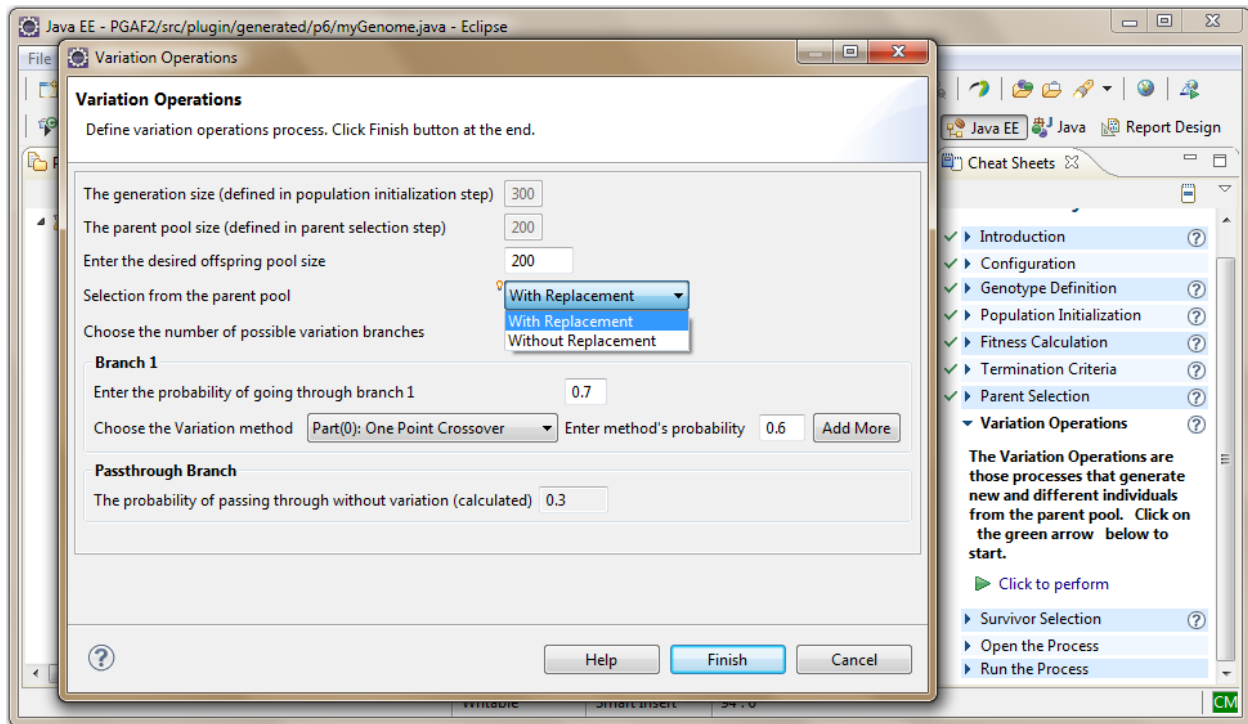 Java EE - PGAF2/src/plugin/generated/p6/myGenome.java - Eclipse
File
Variation Operations
Variation Operations
Define variation operations process. Click Finish button at the end.
The generation size (defined in population initialization step) 300
The parent pool size (defined in parent selection step) 200
Enter the desired offspring pool size 200
Selection from the parent pool With Replacement
With Replacement
Without Replacement
Choose the number of possible variation branches
Branch 1
Enter the probability of going through branch 1 0.7
Choose the Variation method Part(0): One Point Crossover Enter method's probability 0.6 Add More
Passthrough Branch
The probability of passing through without variation (calculated) 0.3
Help Finish Cancel
Java EE Java Report Design
Cheat Sheets
Introduction
Configuration
Genotype Definition
Population Initialization
Fitness Calculation
Termination Criteria
Parent Selection
Variation Operations
The Variation Operations are
those processes that generate
new and different individuals
from the parent pool. Click on
the green arrow below to
start.
Click to perform
Survivor Selection
Open the Process
Run the Process
Writable Smart Insert 94 : 6
CM